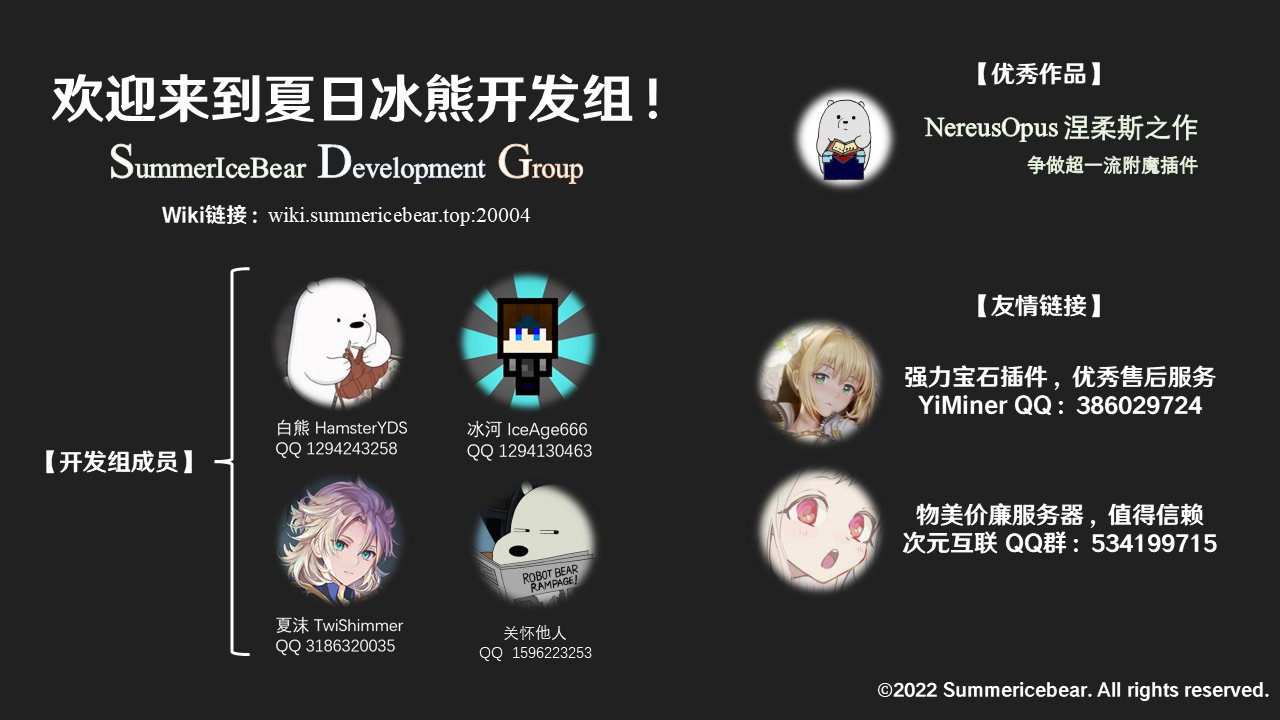 欢迎来到夏日冰熊开发组！
SummerIceBear Development Group
Wiki链接：wiki.summericebear.top:20004
【开发组成员】
白熊 HamsterYDS
QQ 1294243258
冰河 IceAge666
QQ 1294130463
夏沫 TwiShimmer
QQ 3186320035
ROBOT BEAR
RAMPAGE!
关怀他人
QQ 1596223253
【优秀作品】
NereusOpus 涅柔斯之作
争做超一流附魔插件
【友情链接】
强力宝石插件，优秀售后服务
YiMiner QQ：386029724
物美价廉服务器，值得信赖
次元互联 QQ群：534199715
©2022 Summericebear. All rights reserved.